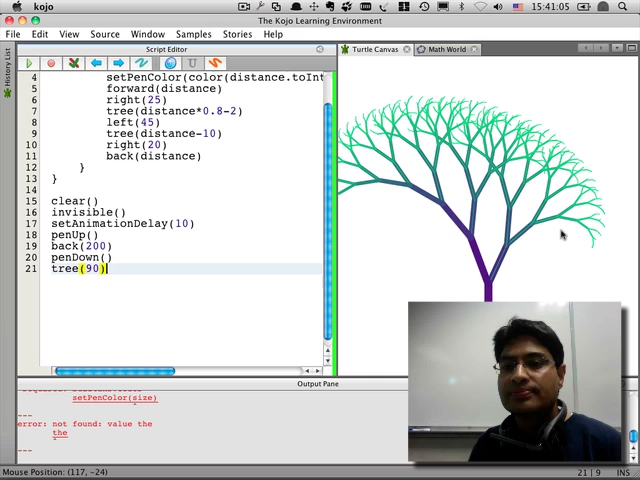 kojo
15:41:05
The Kojo Learning Environment
File Edit View Source Window Samples Stories Help
History List
Script Editor
Turtle Canvas
Math World
4 setPenColor(color(distance.toInt
5 forward(distance)
6 right(25)
7 tree(distance*0.8-2)
8 left(45)
9 tree(distance-10)
10 right(20)
11 back(distance)
12 }
13 }
14
15 clear()
16 invisible()
17 setAnimationDelay(10)
18 penUp()
19 back(200)
20 penDown()
21 tree(90)
Output Pane
setPenColor(size)
^
---
error: not found: value the
the
^
---
Mouse Position: (117, -24)
21 | 9
INS